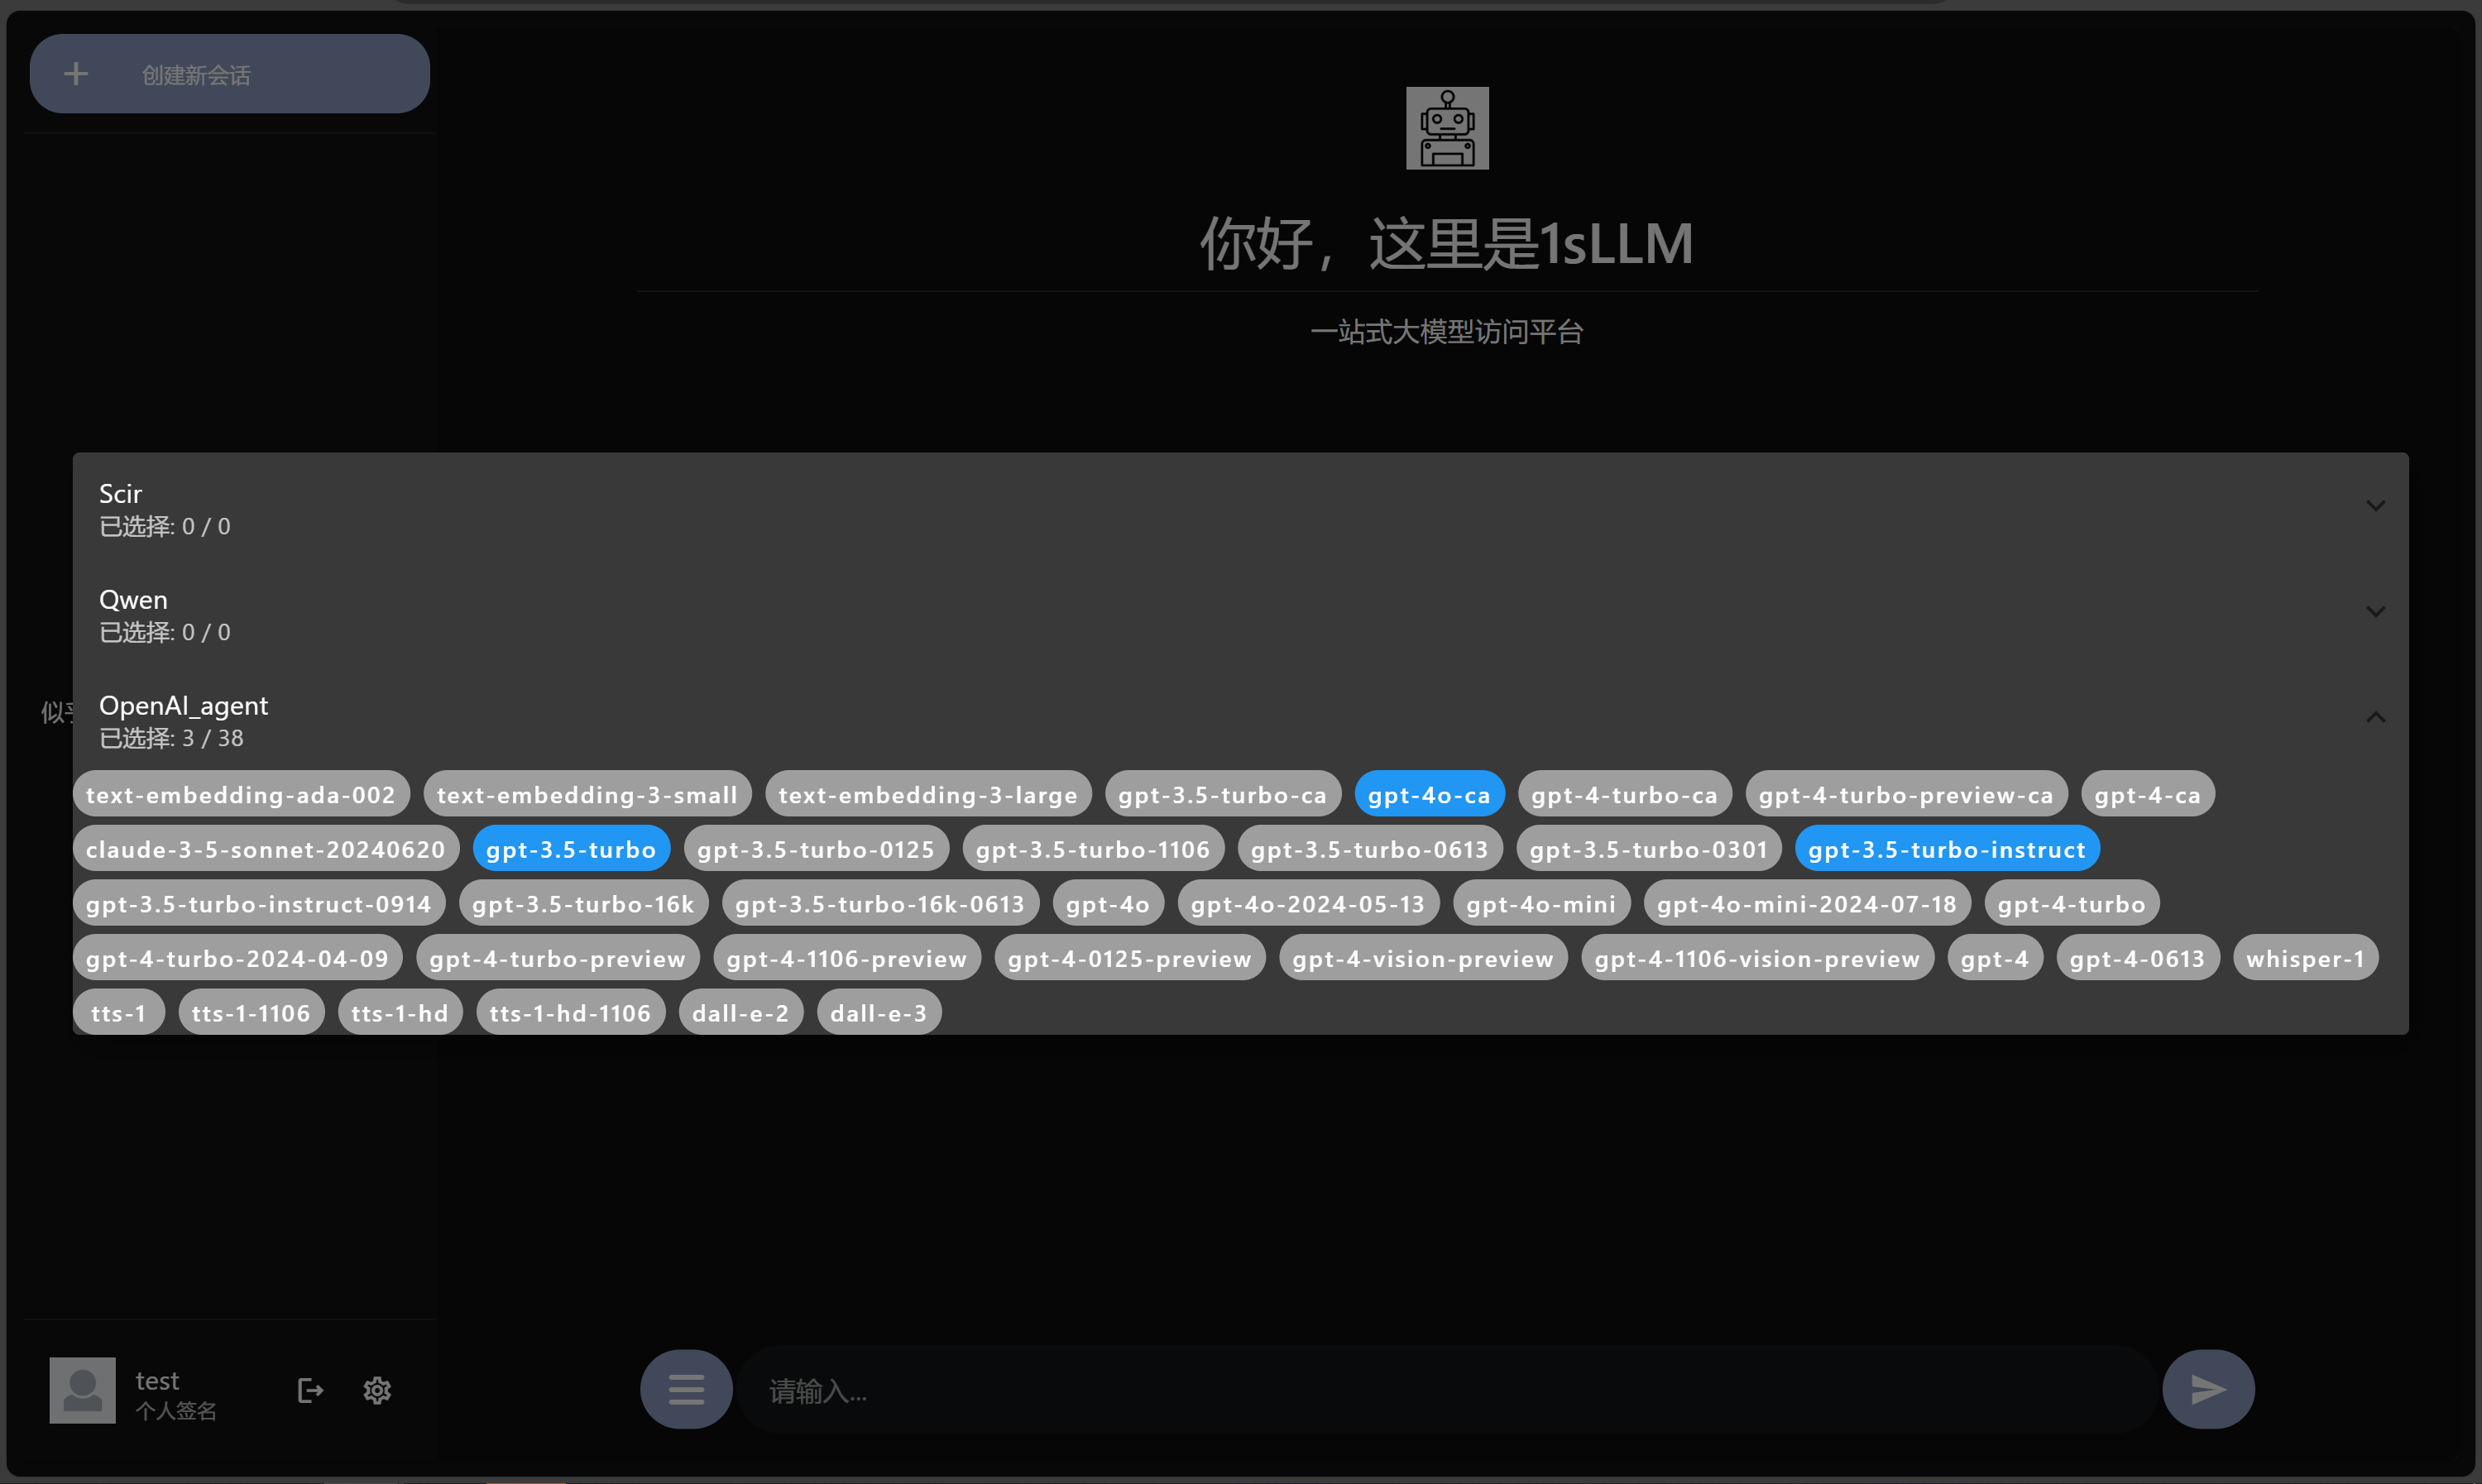 创建新会话
你好，这里是1sLLM
一站式大模型访问平台
Scir
已选择: 0 / 0
Qwen
已选择: 0 / 0
似乎
OpenAI_agent
已选择: 3 / 38
text-embedding-ada-002 text-embedding-3-small text-embedding-3-large gpt-3.5-turbo-ca gpt-4o-ca gpt-4-turbo-ca gpt-4-turbo-preview-ca gpt-4-ca
claude-3-5-sonnet-20240620 gpt-3.5-turbo gpt-3.5-turbo-0125 gpt-3.5-turbo-1106 gpt-3.5-turbo-0613 gpt-3.5-turbo-0301 gpt-3.5-turbo-instruct
gpt-3.5-turbo-instruct-0914 gpt-3.5-turbo-16k gpt-3.5-turbo-16k-0613 gpt-4o gpt-4o-2024-05-13 gpt-4o-mini gpt-4o-mini-2024-07-18 gpt-4-turbo
gpt-4-turbo-2024-04-09 gpt-4-turbo-preview gpt-4-1106-preview gpt-4-0125-preview gpt-4-vision-preview gpt-4-1106-vision-preview gpt-4 gpt-4-0613 whisper-1
tts-1 tts-1-1106 tts-1-hd tts-1-hd-1106 dall-e-2 dall-e-3
test
个人签名
请输入...